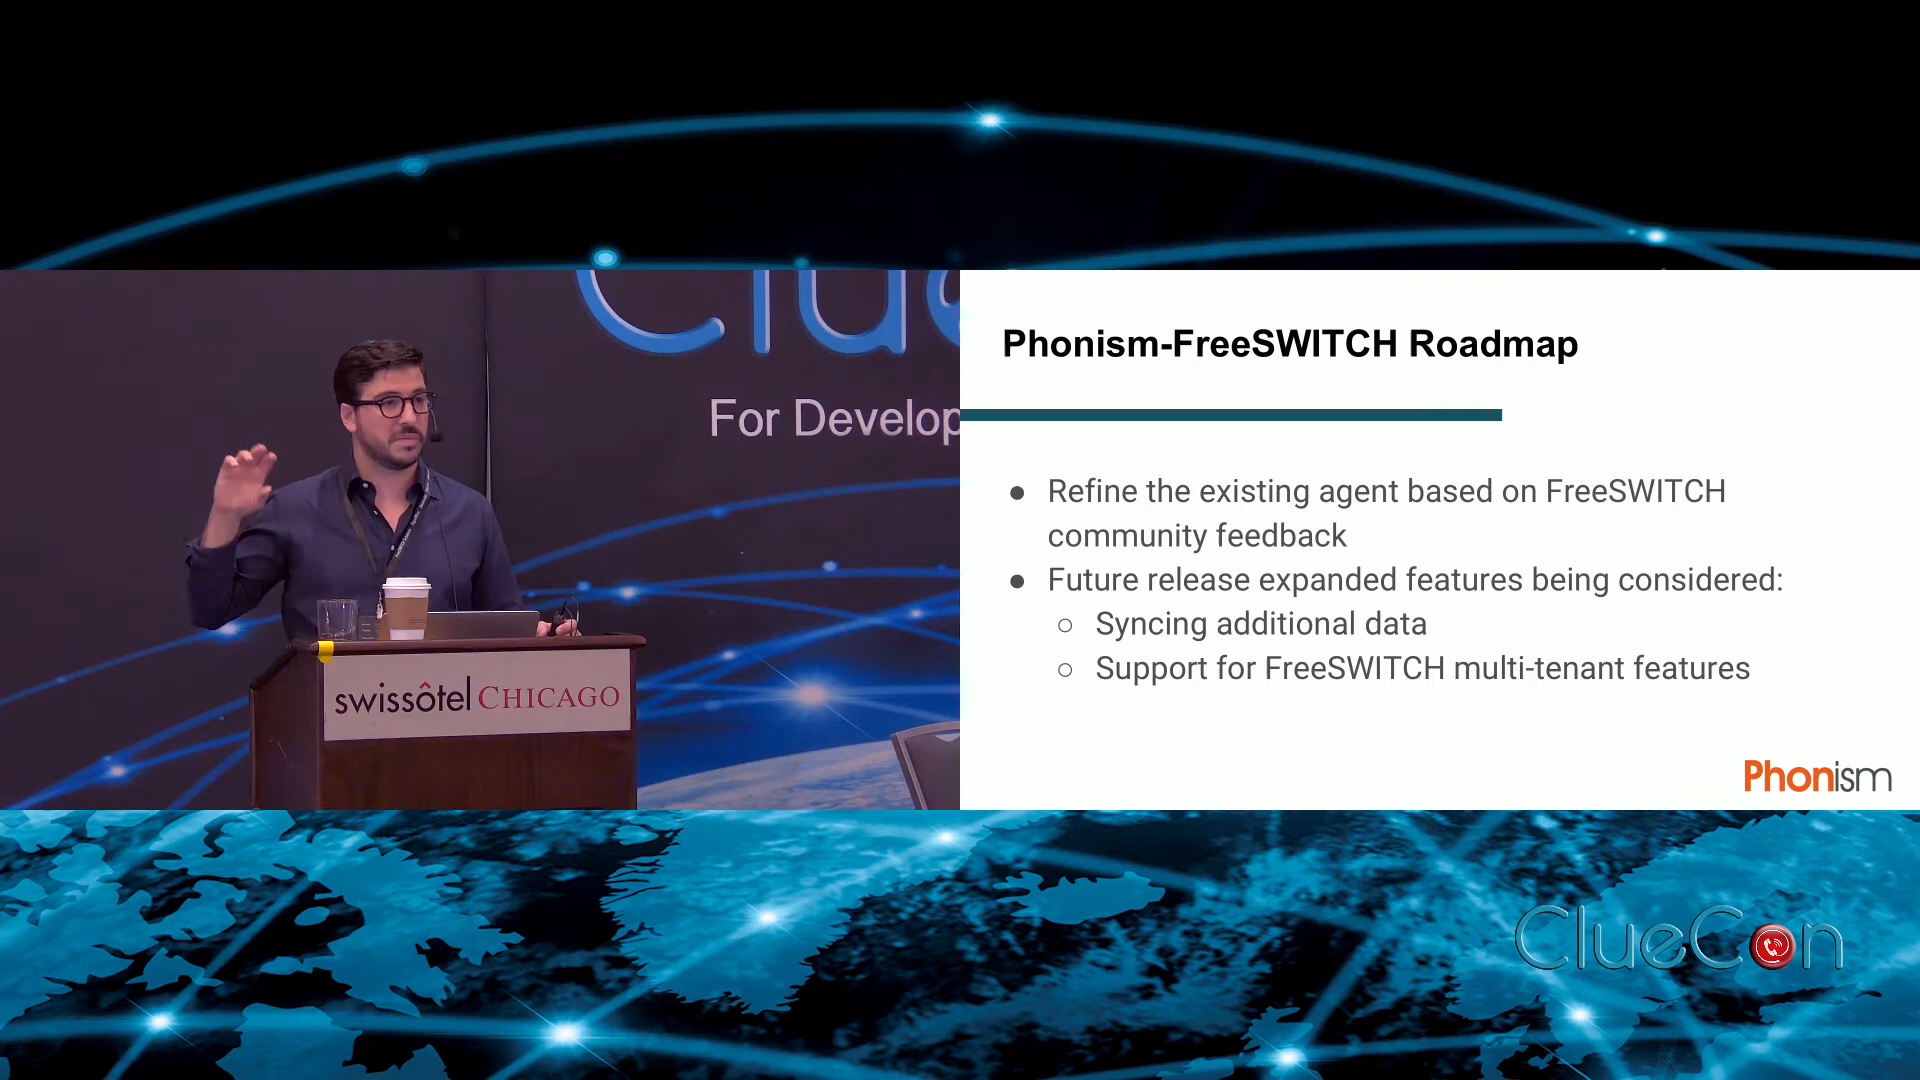 Clue
For Develop
swissôtel CHICAGO
Phonism-FreeSWITCH Roadmap
● Refine the existing agent based on FreeSWITCH
community feedback
● Future release expanded features being considered:
○ Syncing additional data
○ Support for FreeSWITCH multi-tenant features
Phonism
ClueCon